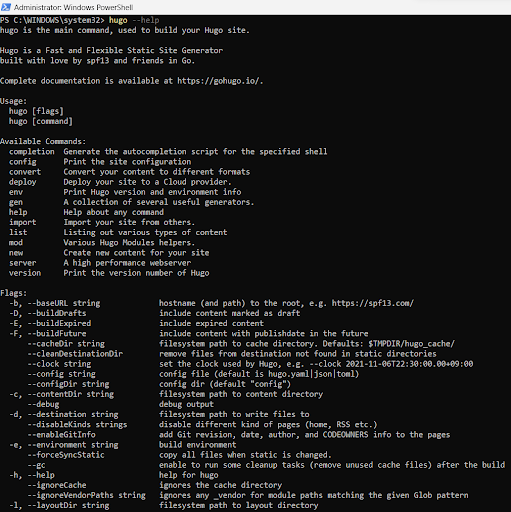 Administrator: Windows PowerShell
PS C:\WINDOWS\system32> hugo --help
hugo is the main command, used to build your Hugo site.
Hugo is a Fast and Flexible Static Site Generator
built with love by spf13 and friends in Go.
Complete documentation is available at https://gohugo.io/.
Usage:
hugo [flags]
hugo [command]
Available Commands:
completion Generate the autocompletion script for the specified shell
config Print the site configuration
convert Convert your content to different formats
deploy Deploy your site to a Cloud provider.
env Print Hugo version and environment info
gen A collection of several useful generators.
help Help about any command
import Import your site from others.
list Listing out various types of content
mod Various Hugo Modules helpers.
new Create new content for your site
server A high performance webserver
version Print the version number of Hugo
Flags:
-b, --baseURL string hostname (and path) to the root, e.g. https://spf13.com/
-D, --buildDrafts include content marked as draft
-E, --buildExpired include expired content
-F, --buildFuture include content with publishdate in the future
--cacheDir string filesystem path to cache directory. Defaults: $TMPDIR/hugo_cache/
--cleanDestinationDir remove files from destination not found in static directories
--clock string set the clock used by Hugo, e.g. --clock 2021-11-06T22:30:00.00+09:00
--config string config file (default is hugo.yaml|json|toml)
--configDir string config dir (default "config")
-c, --contentDir string filesystem path to content directory
--debug debug output
-d, --destination string filesystem path to write files to
--disableKinds strings disable different kind of pages (home, RSS etc.)
--enableGitInfo add Git revision, date, author, and CODEOWNERS info to the pages
-e, --environment string build environment
--forceSyncStatic copy all files when static is changed.
--gc enable to run some cleanup tasks (remove unused cache files) after the build
-h, --help help for hugo
--ignoreCache ignores the cache directory
--ignoreVendorPaths string ignores any _vendor for module paths matching the given Glob pattern
-l, --layoutDir string filesystem path to layout directory